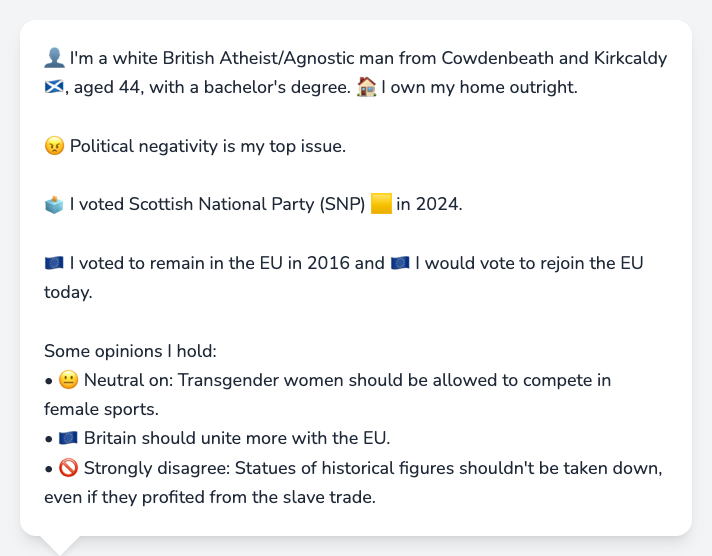 👤 I'm a white British Atheist/Agnostic man from Cowdenbeath and Kirkcaldy
🏴󠁧󠁢󠁳󠁣󠁴󠁿, aged 44, with a bachelor's degree. 🏠 I own my home outright.
😠 Political negativity is my top issue.
🗳️ I voted Scottish National Party (SNP) 🟨 in 2024.
🇪🇺 I voted to remain in the EU in 2016 and 🇪🇺 I would vote to rejoin the EU
today.
Some opinions I hold:
• 😐 Neutral on: Transgender women should be allowed to compete in
female sports.
• 🇪🇺 Britain should unite more with the EU.
• 🚫 Strongly disagree: Statues of historical figures shouldn't be taken down,
even if they profited from the slave trade.